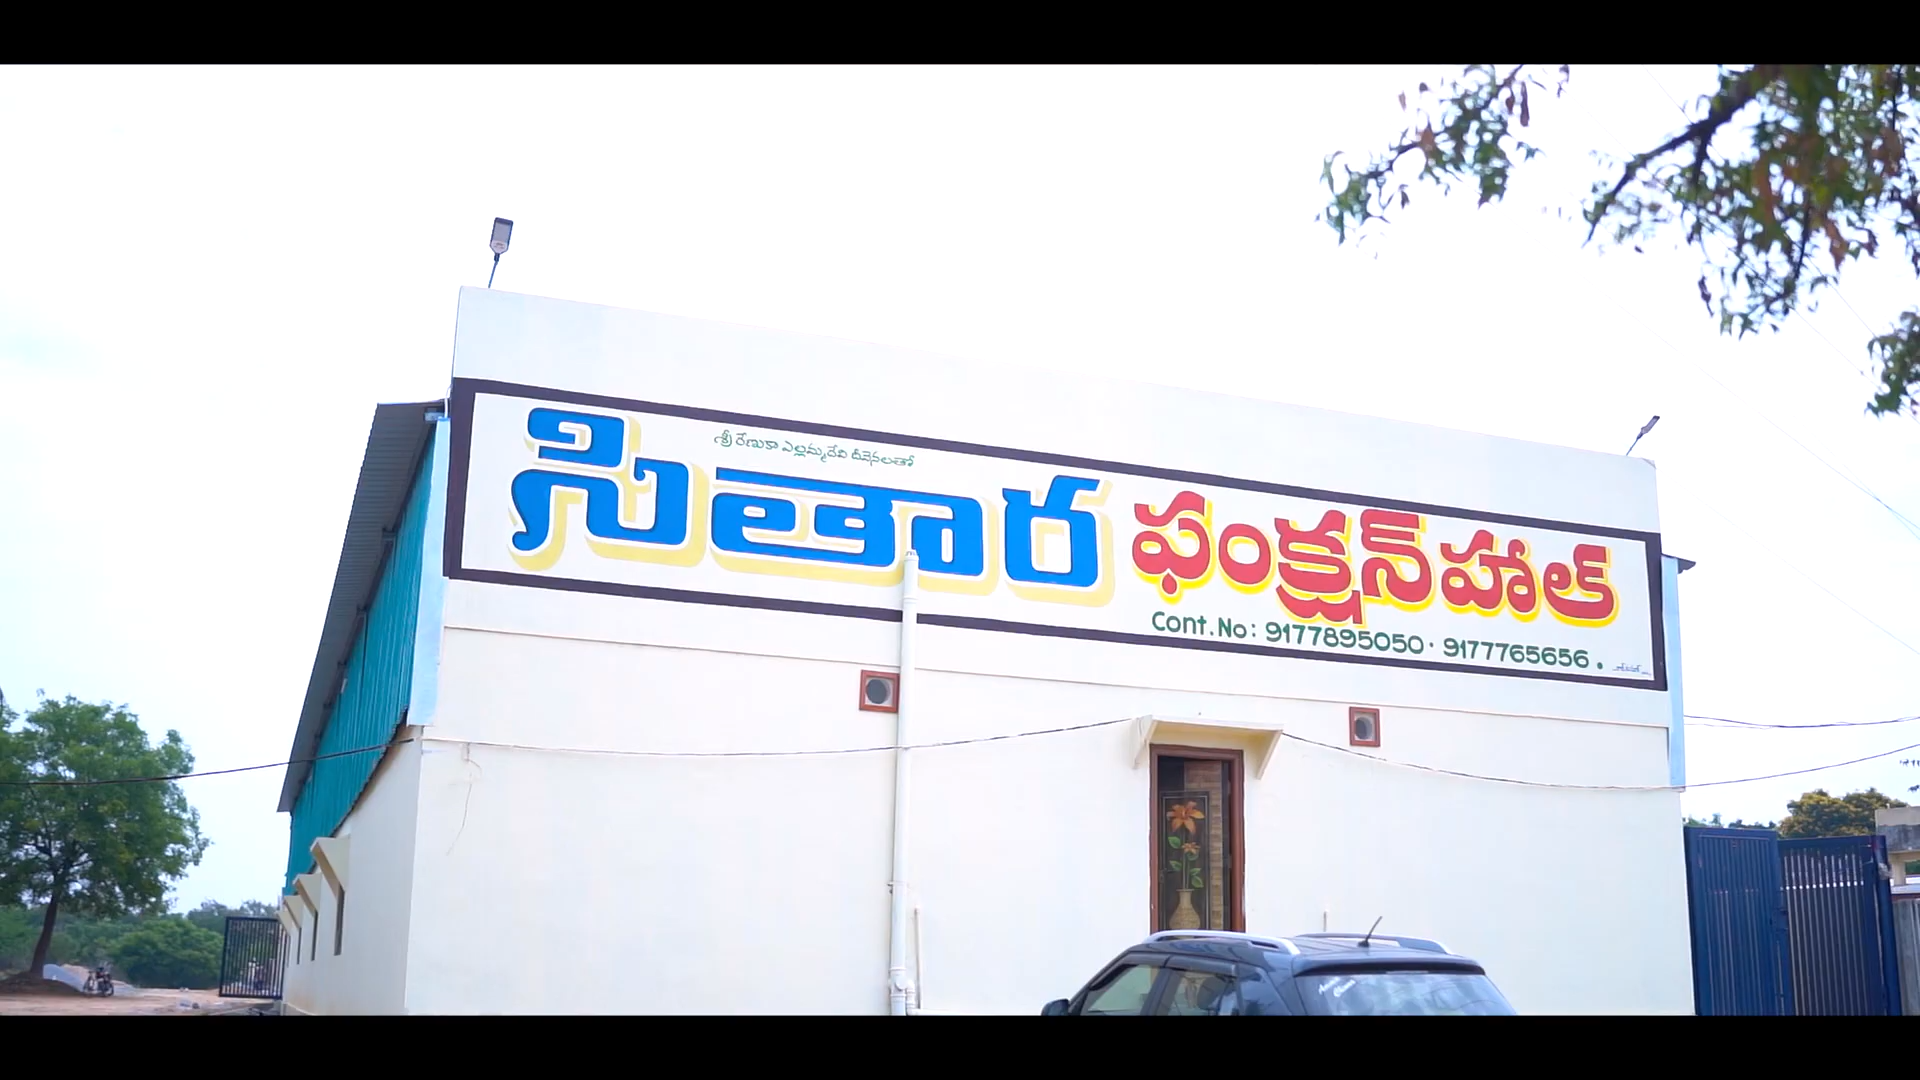 శ్రీ రేణుకా ఎల్లమ్మదేవి దీవెనలతో
సితార ఫంక్షన్ హాల్
Cont.No: 9177895050 · 9177765656 .